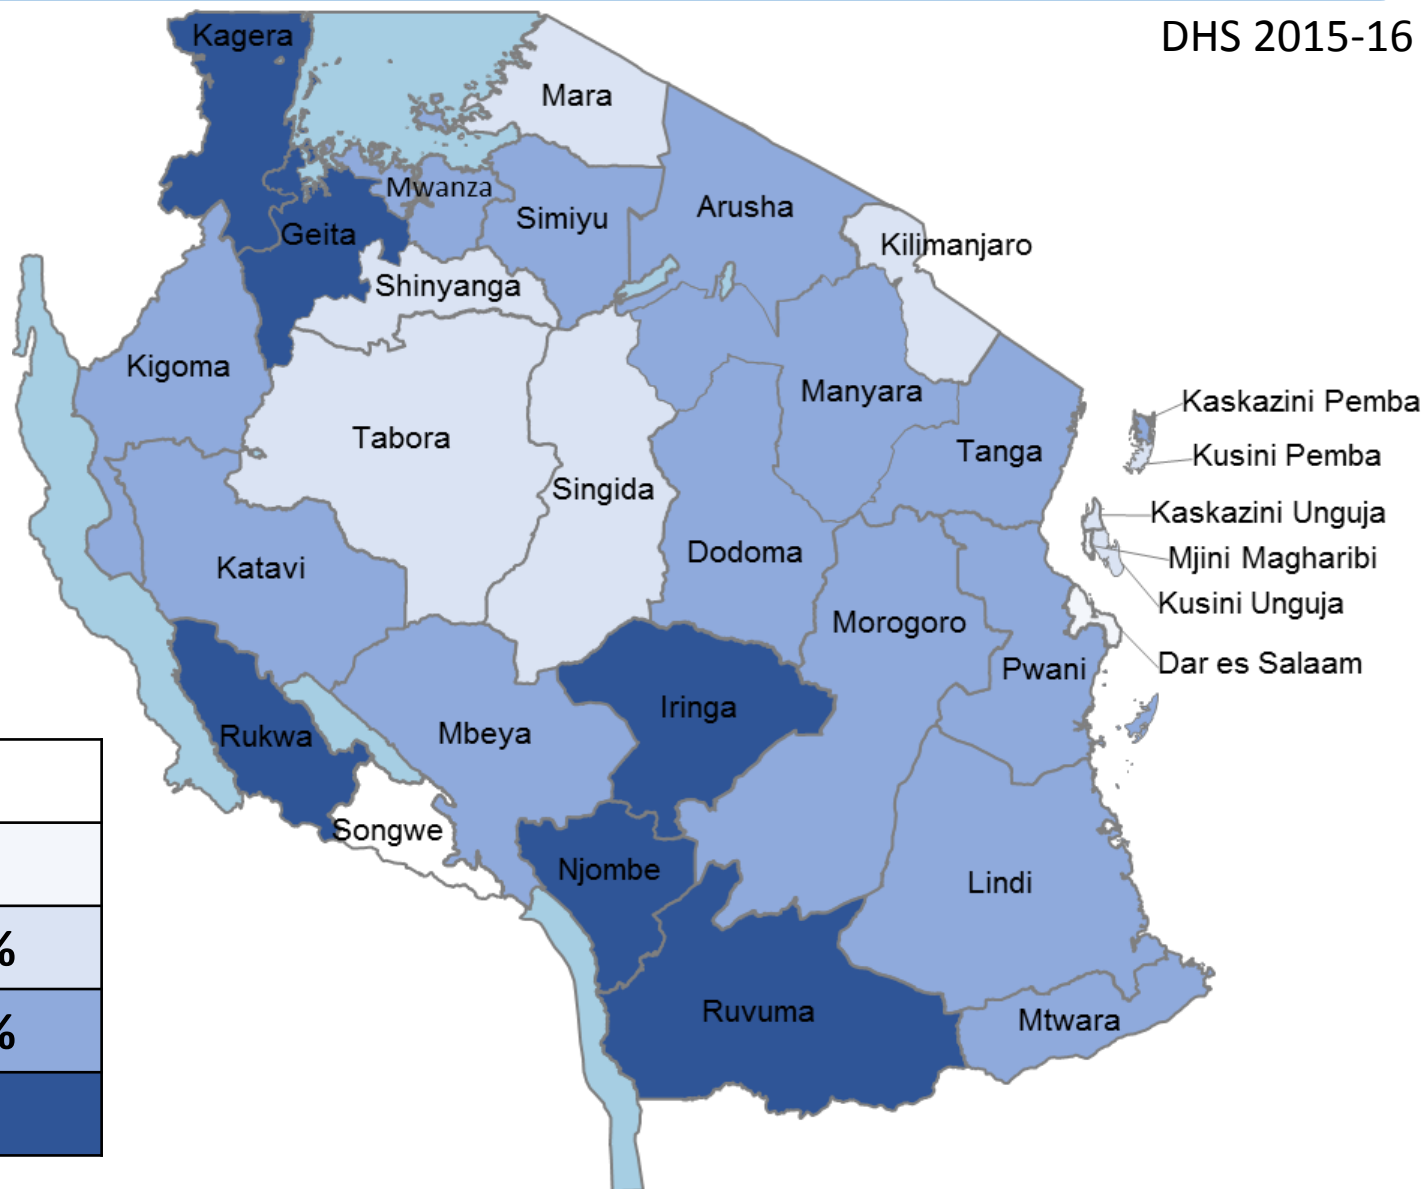 DHS 2015-16
Kagera
Mara
Mwanza
Simiyu
Arusha
Geita
Kilimanjaro
Shinyanga
Kigoma
Manyara
Kaskazini Pemba
Tabora
Tanga
Kusini Pemba
Singida
Kaskazini Unguja
Dodoma
Mjini Magharibi
Katavi
Kusini Unguja
Morogoro
Dar es Salaam
Pwani
Iringa
Rukwa
Mbeya
Songwe
Njombe
Lindi
%
%
Ruvuma
Mtwara